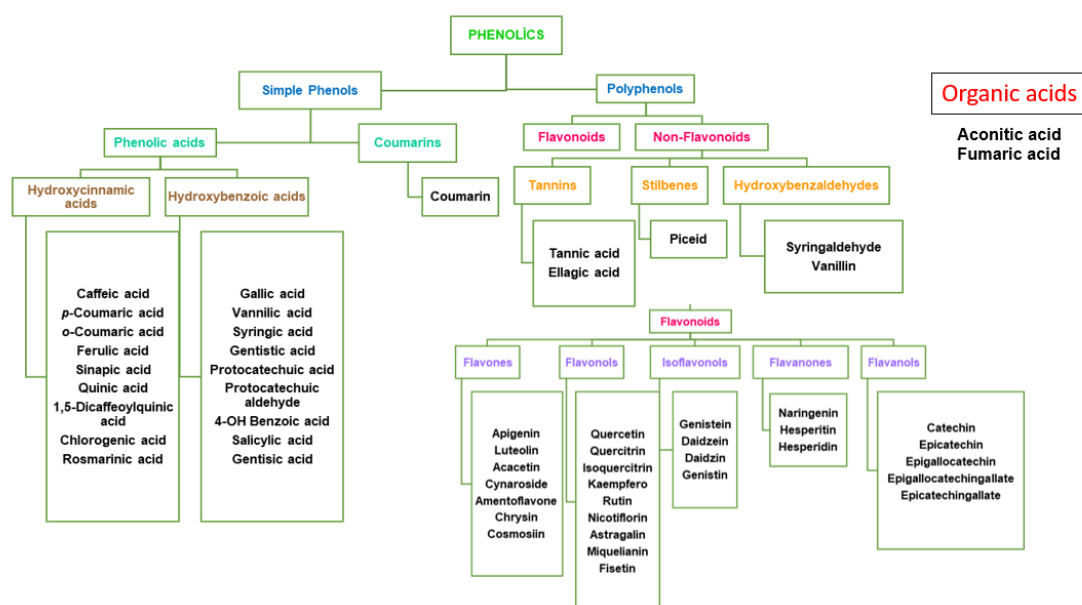 PHENOLİCS
Simple Phenols
Polyphenols
Organic acids
Aconitic acid
Fumaric acid
Phenolic acids
Coumarins
Flavonoids
Non-Flavonoids
Hydroxycinnamic
acids
Hydroxybenzoic acids
Coumarin
Tannins
Stilbenes
Hydroxybenzaldehydes
Tannic acid
Ellagic acid
Piceid
Syringaldehyde
Vanillin
Caffeic acid
p-Coumaric acid
o-Coumaric acid
Ferulic acid
Sinapic acid
Quinic acid
1,5-Dicaffeoylquinic
acid
Chlorogenic acid
Rosmarinic acid
Gallic acid
Vannilic acid
Syringic acid
Gentistic acid
Protocatechuic acid
Protocatechuic
aldehyde
4-OH Benzoic acid
Salicylic acid
Gentisic acid
Flavonoids
Flavones
Flavonols
Isoflavonols
Flavanones
Flavanols
Apigenin
Luteolin
Acacetin
Cynaroside
Amentoflavone
Chrysin
Cosmosiin
Quercetin
Quercitrin
Isoquercitrin
Kaempfero
Rutin
Nicotiflorin
Astragalin
Miquelianin
Fisetin
Genistein
Daidzein
Daidzin
Genistin
Naringenin
Hesperitin
Hesperidin
Catechin
Epicatechin
Epigallocatechin
Epigallocatechingallate
Epicatechingallate